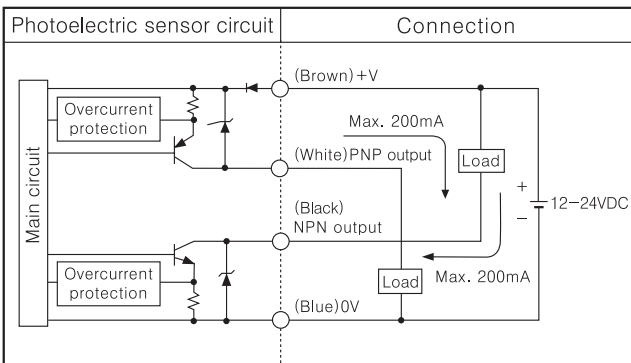 Photoelectric sensor circuit
Connection
(Brown)+V
Overcurrent
protection
Max. 200mA
(White)PNP output
Load
Main circuit
+
12-24VDC
−
(Black)
NPN output
Overcurrent
protection
Load
Max. 200mA
(Blue)0V